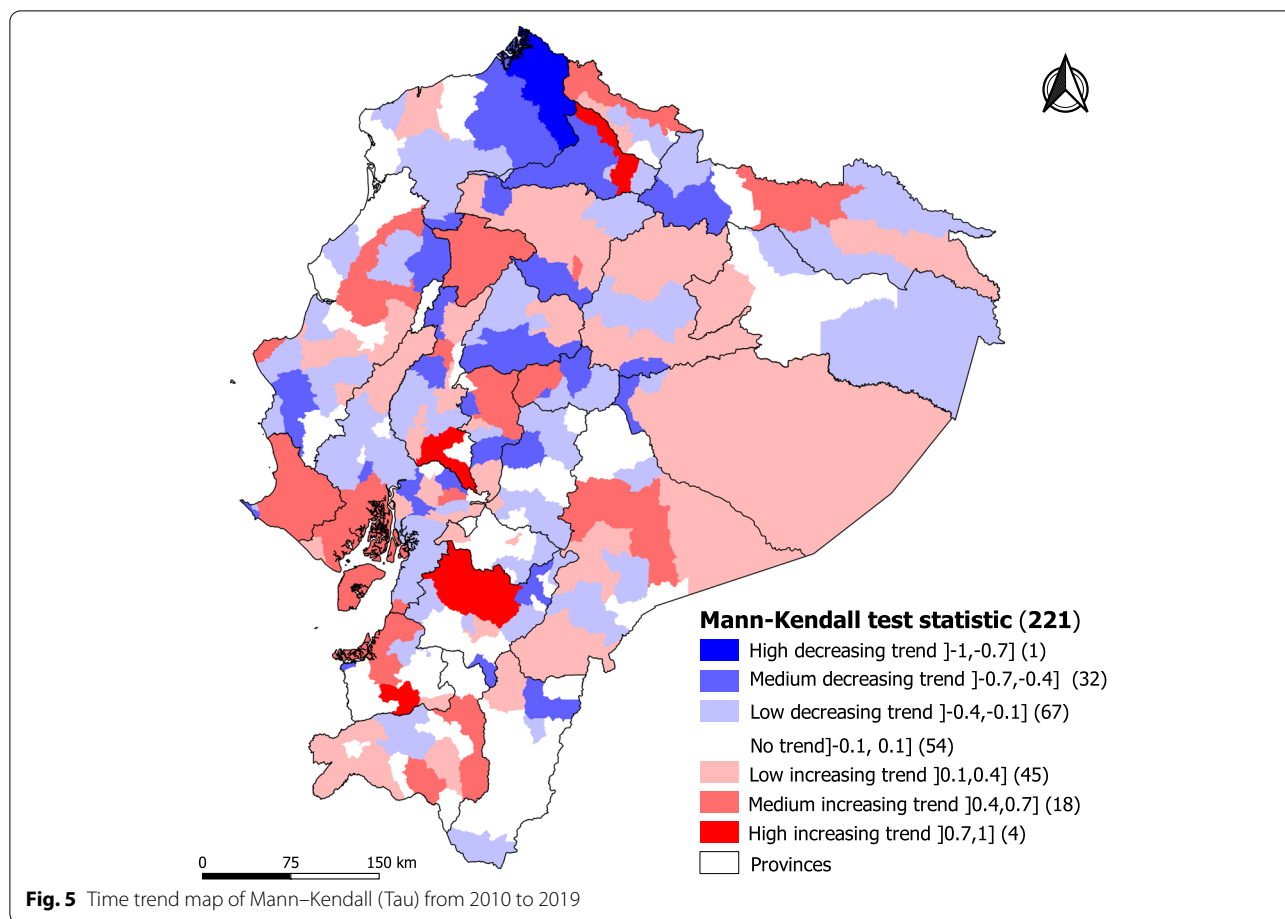 Mann-Kendall test statistic (221)
High decreasing trend ]-1,-0.7] (1)
Medium decreasing trend ]-0.7,-0.4] (32)
Low decreasing trend ]-0.4,-0.1] (67)
No trend]-0.1, 0.1] (54)
Low increasing trend ]0.1,0.4] (45)
Medium increasing trend ]0.4,0.7] (18)
High increasing trend ]0.7,1] (4)
Provinces
0 75 150 km
Fig. 5 Time trend map of Mann–Kendall (Tau) from 2010 to 2019